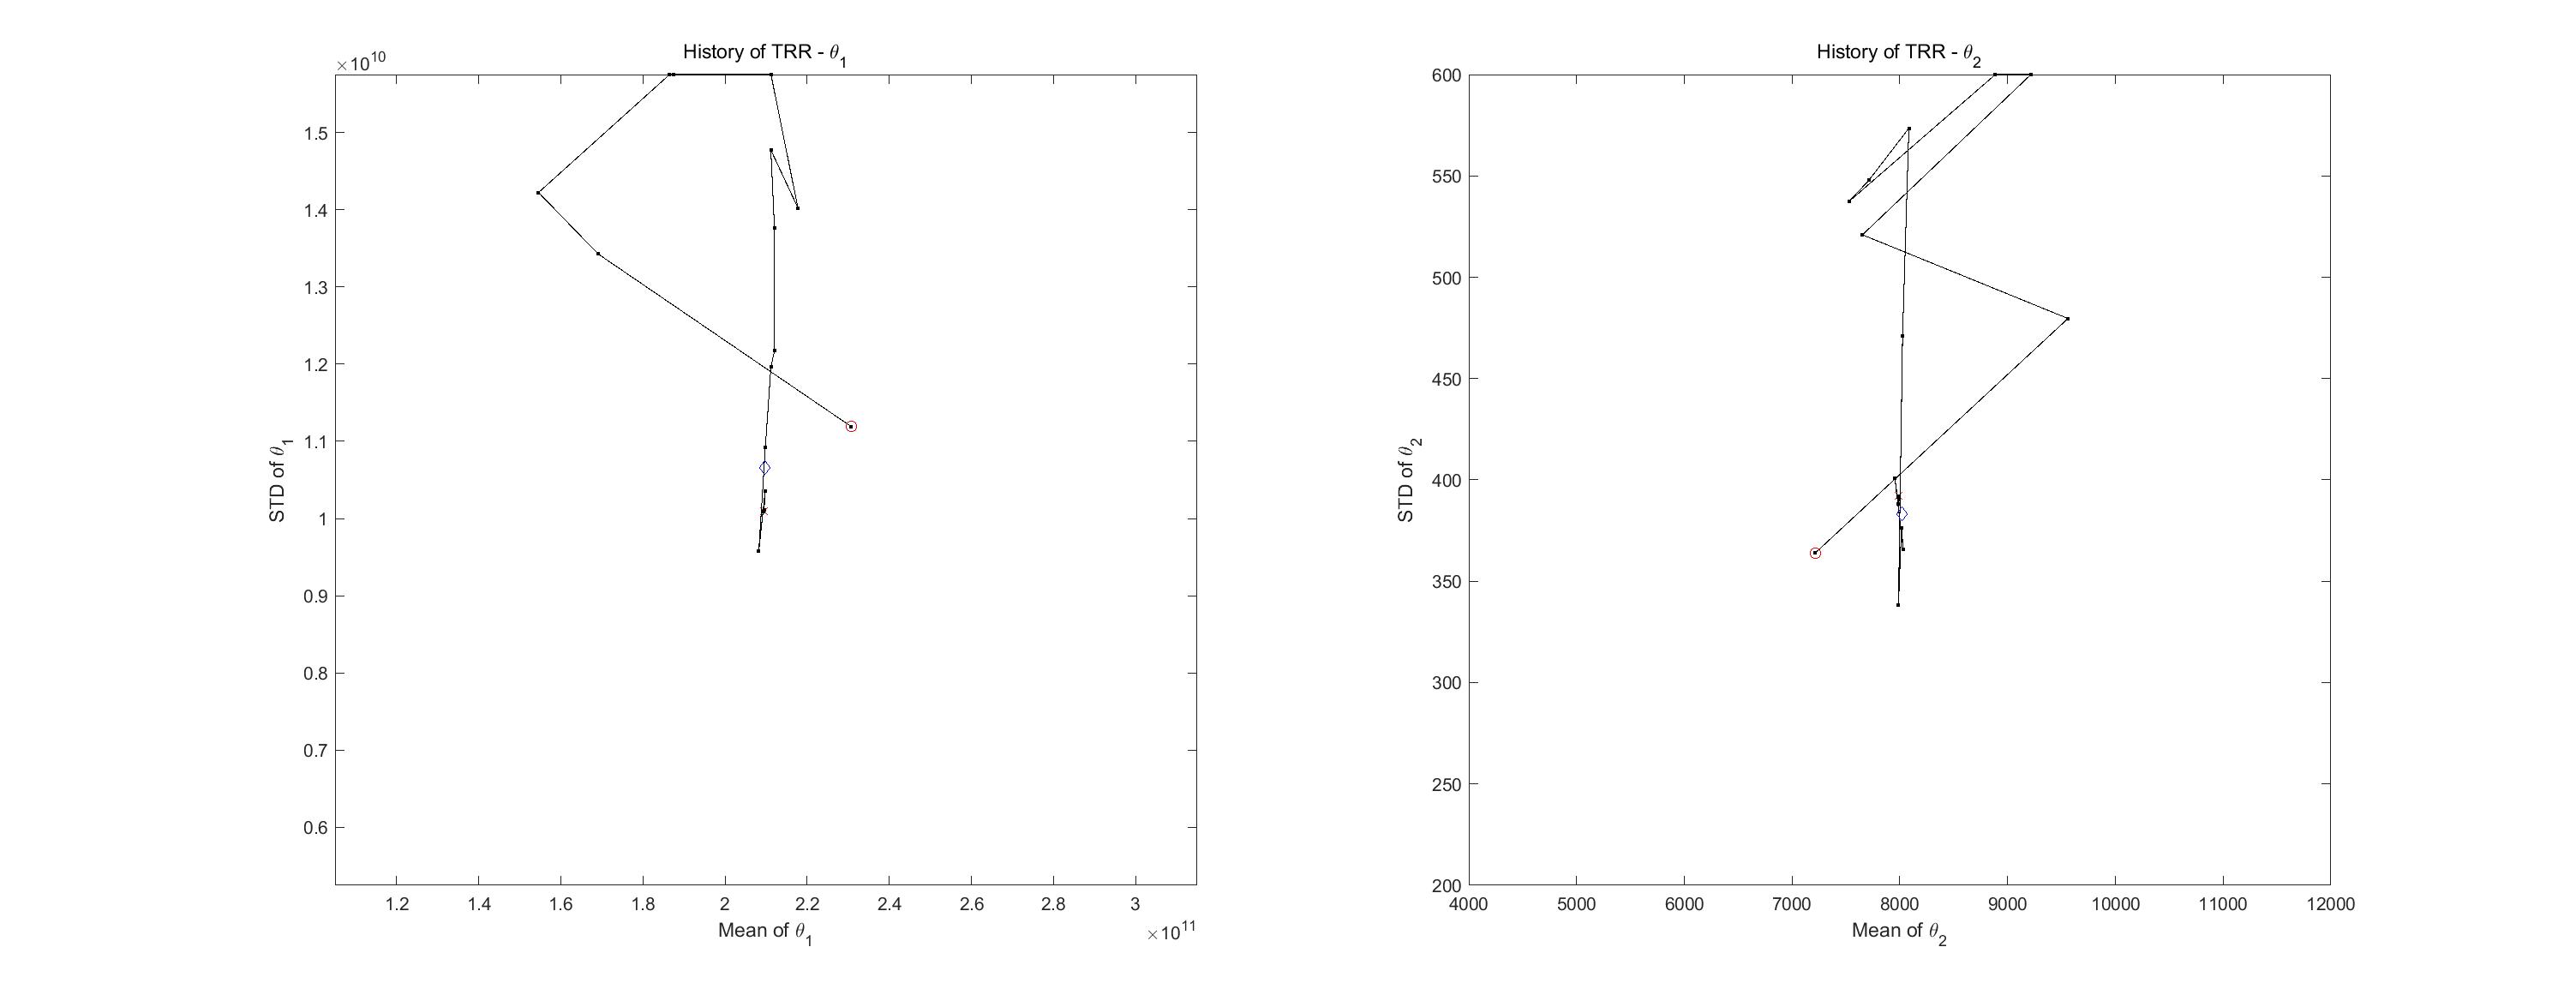 History of TRR - θ1
×10^10
1.5
1.4
1.3
1.2
1.1
1
0.9
0.8
0.7
0.6
STD of θ1
1.2 1.4 1.6 1.8 2 2.2 2.4 2.6 2.8 3
Mean of θ1
×10^11
History of TRR - θ2
600
550
500
450
400
350
300
250
200
STD of θ2
4000 5000 6000 7000 8000 9000 10000 11000 12000
Mean of θ2